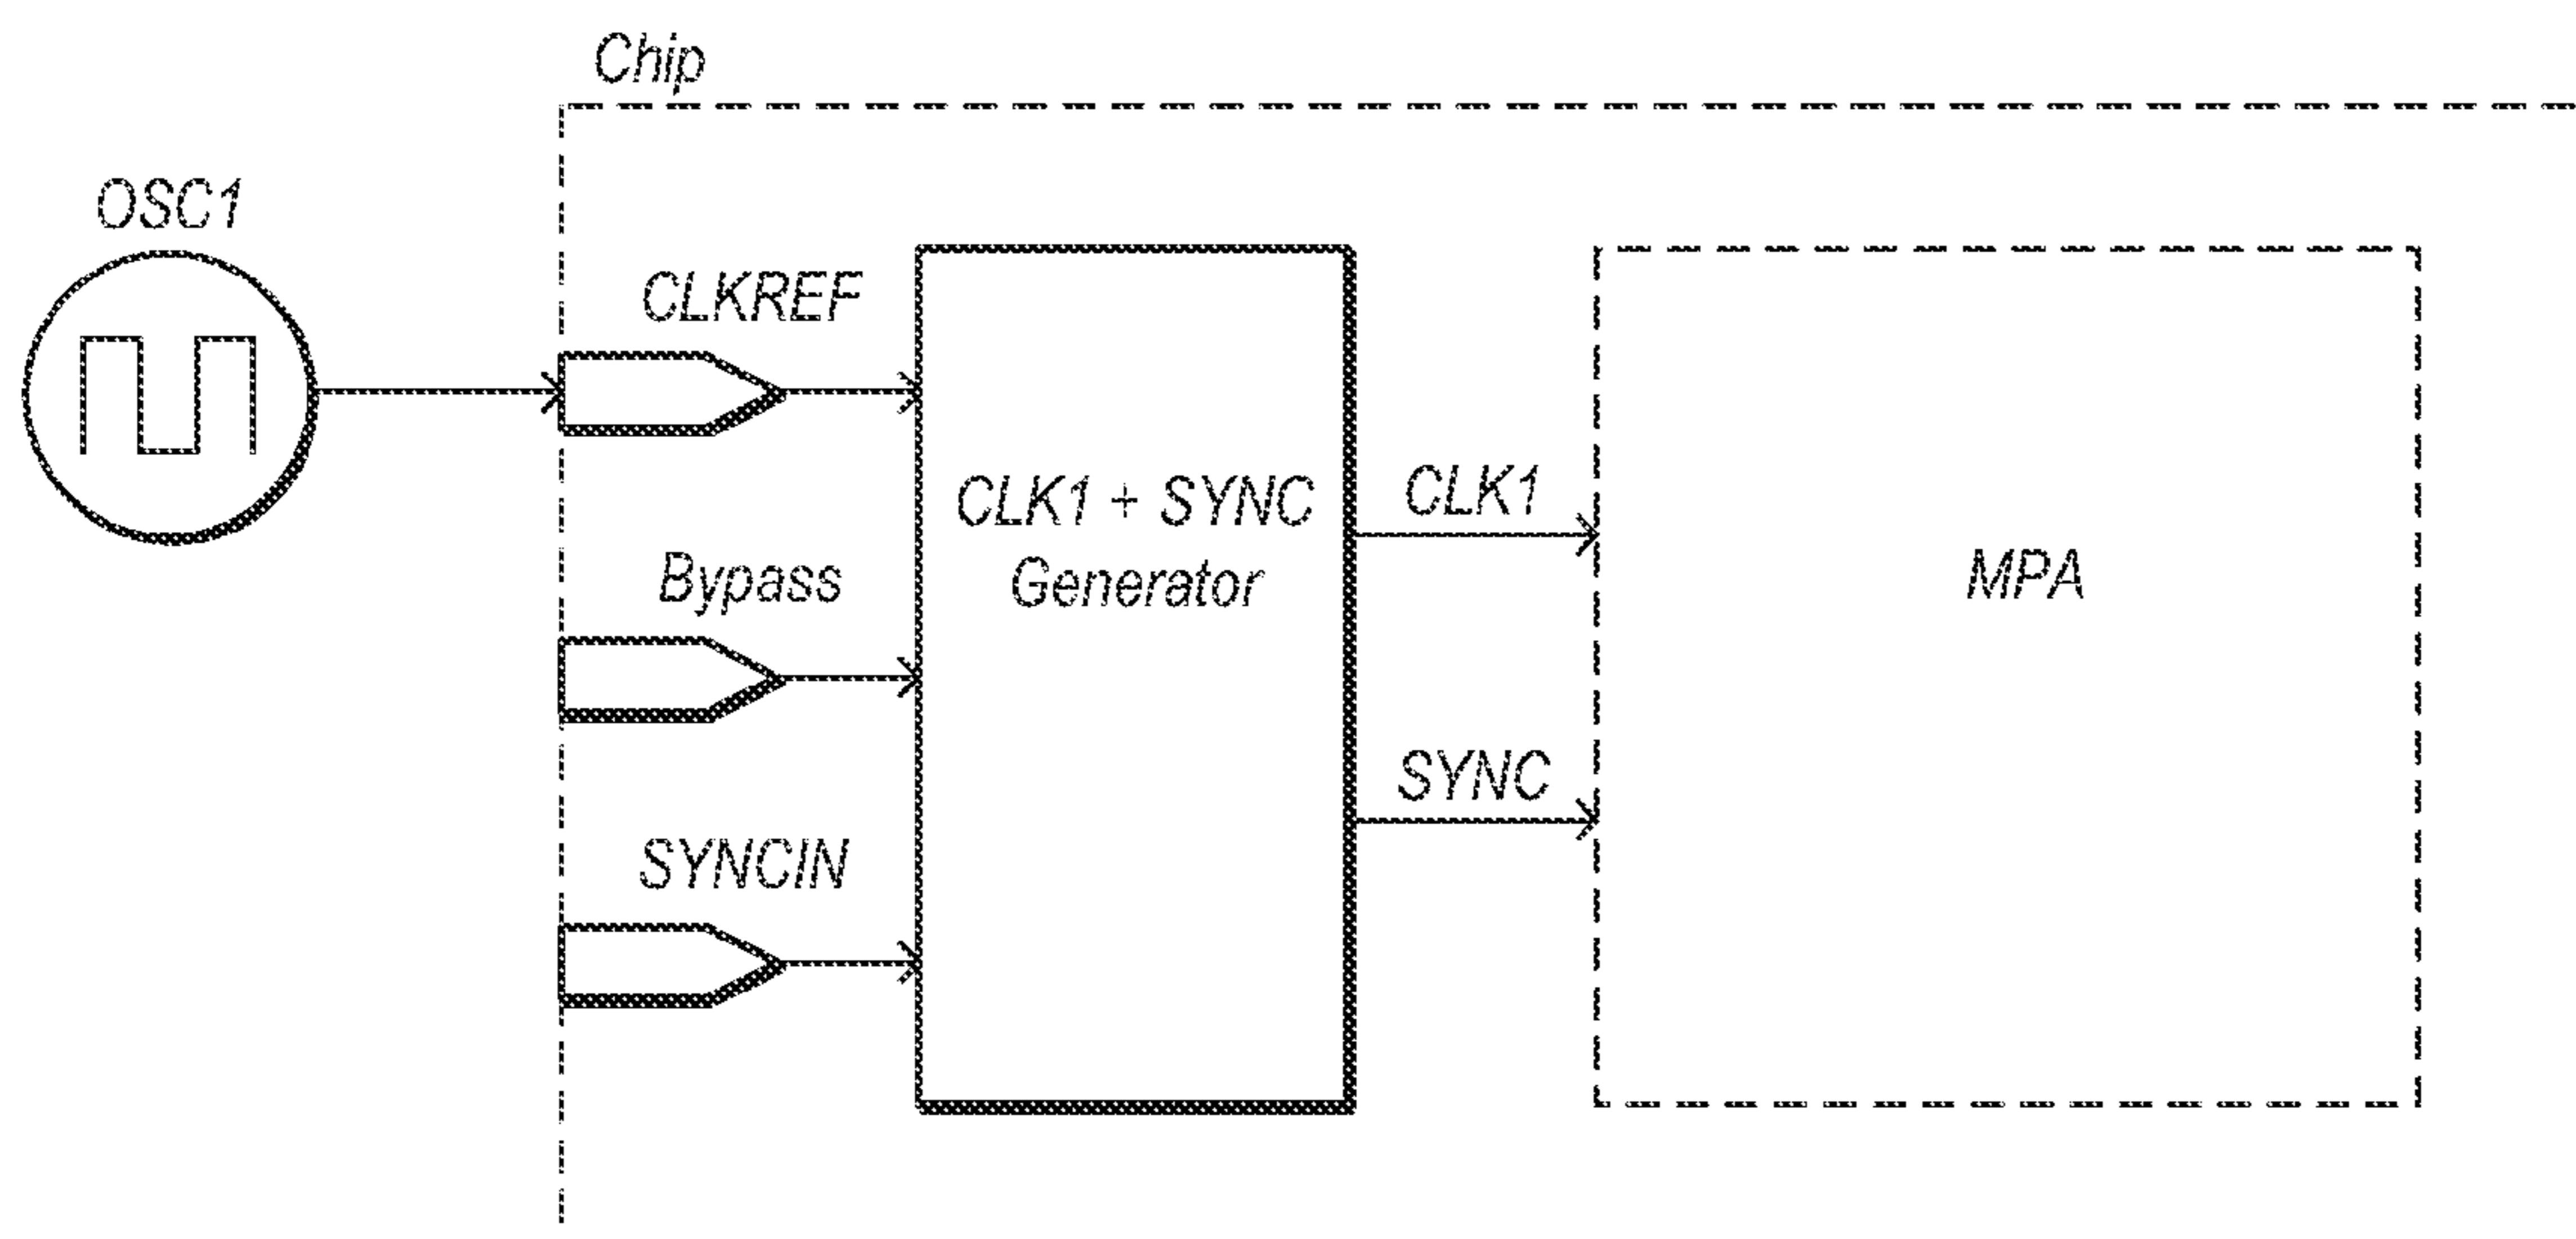 Chip
OSC1
CLKREF
CLK1 + SYNC
Generator
CLK1
Bypass
MPA
SYNC
SYNCIN